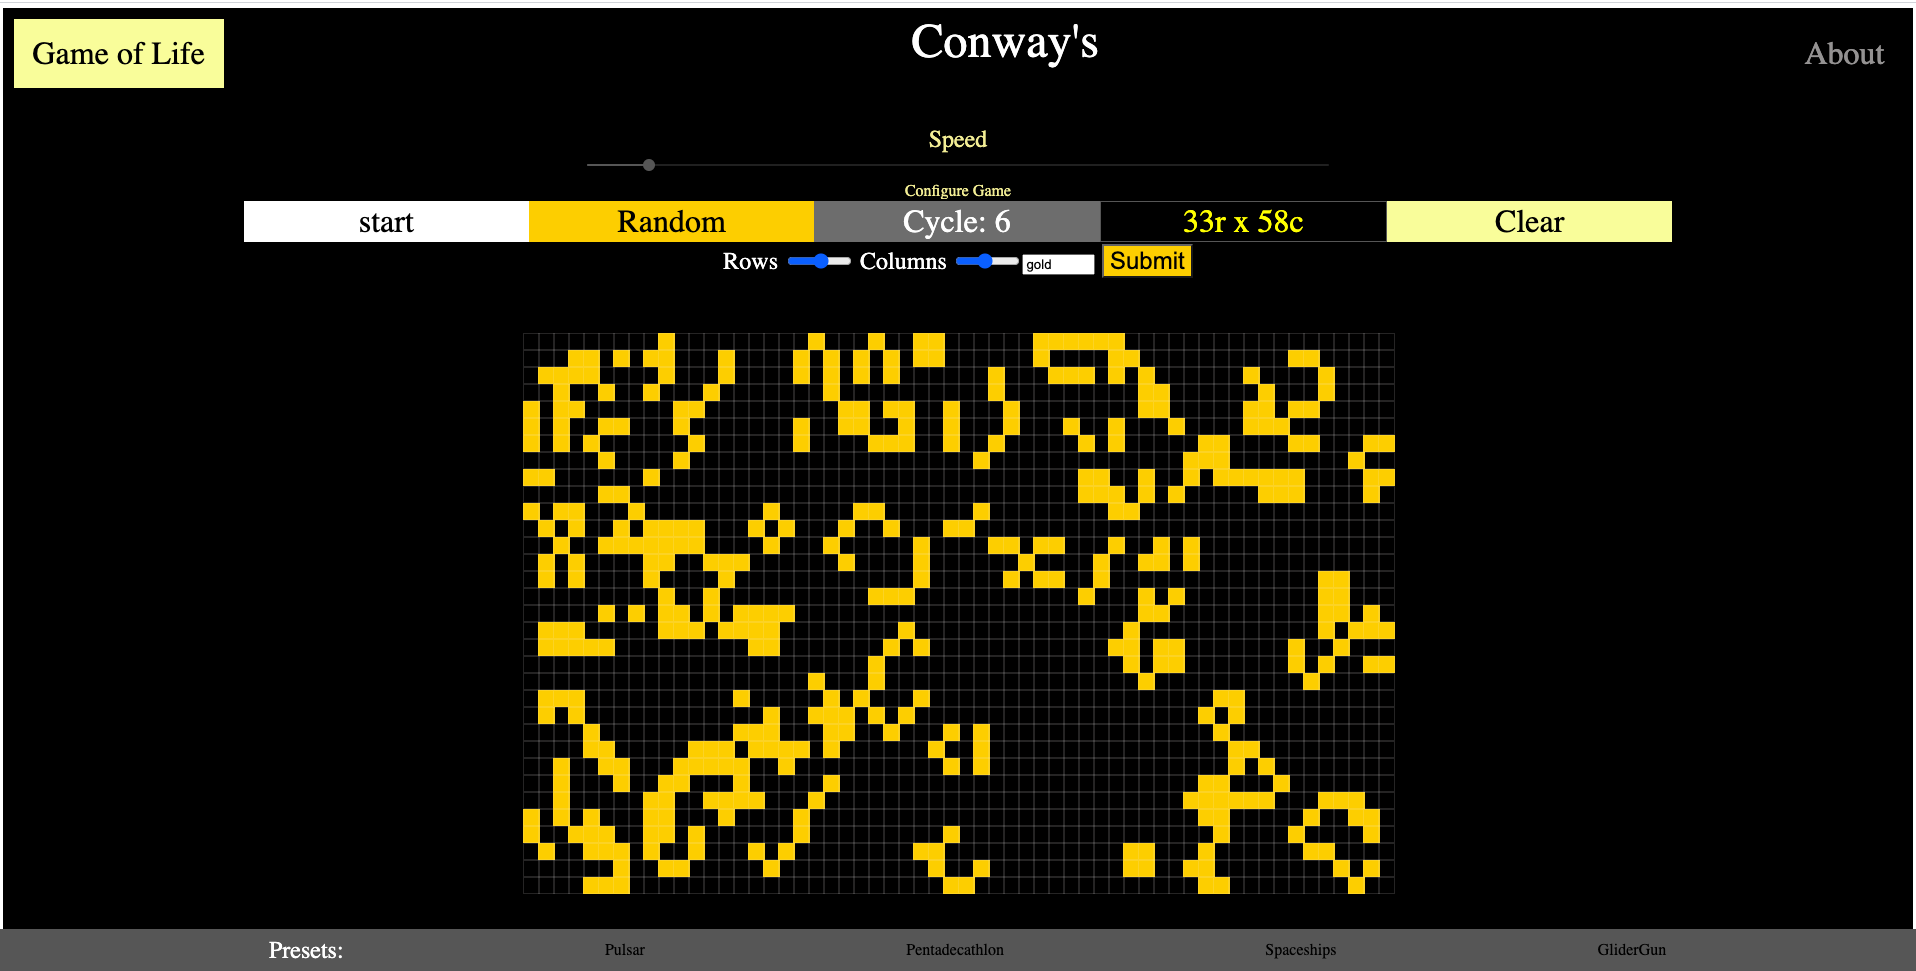 Game of Life
Conway's
About
Speed
Configure Game
start
Random
Cycle: 6
33r x 58c
Clear
Rows
Columns
gold
Submit
Presets:
Pulsar
Pentadecathlon
Spaceships
GliderGun